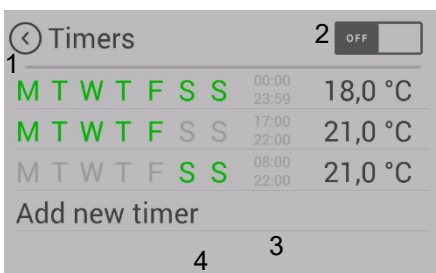 Timers 2 OFF
1
M T W T F S S 00:00 23:59 18,0 °C
M T W T F S S 17:00 22:00 21,0 °C
M T W T F S S 08:00 22:00 21,0 °C
Add new timer
3
4